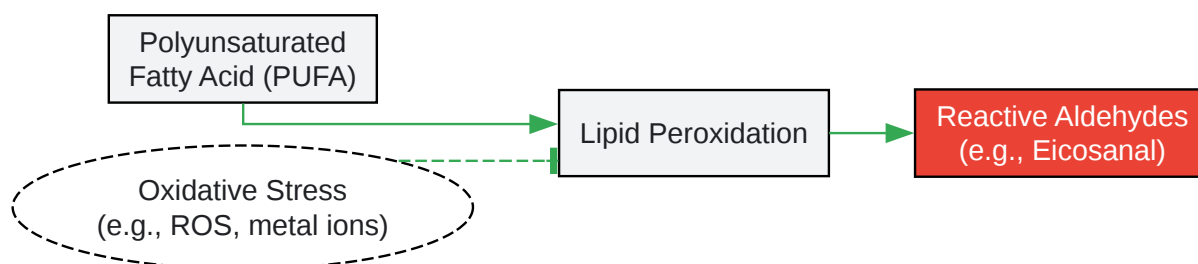 Polyunsaturated
Fatty Acid (PUFA)
Lipid Peroxidation
Reactive Aldehydes
(e.g., Eicosanal)
Oxidative Stress
(e.g., ROS, metal ions)